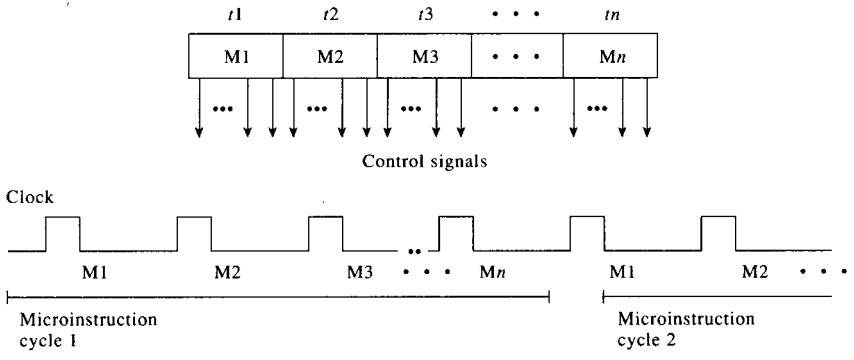 t1 t2 t3 • • • tn
M1 M2 M3 • • • Mn
••• ••• ••• • • • •••
Control signals
Clock
••
M1 M2 M3 • • • Mn M1 M2 • • •
Microinstruction
cycle 1
Microinstruction
cycle 2